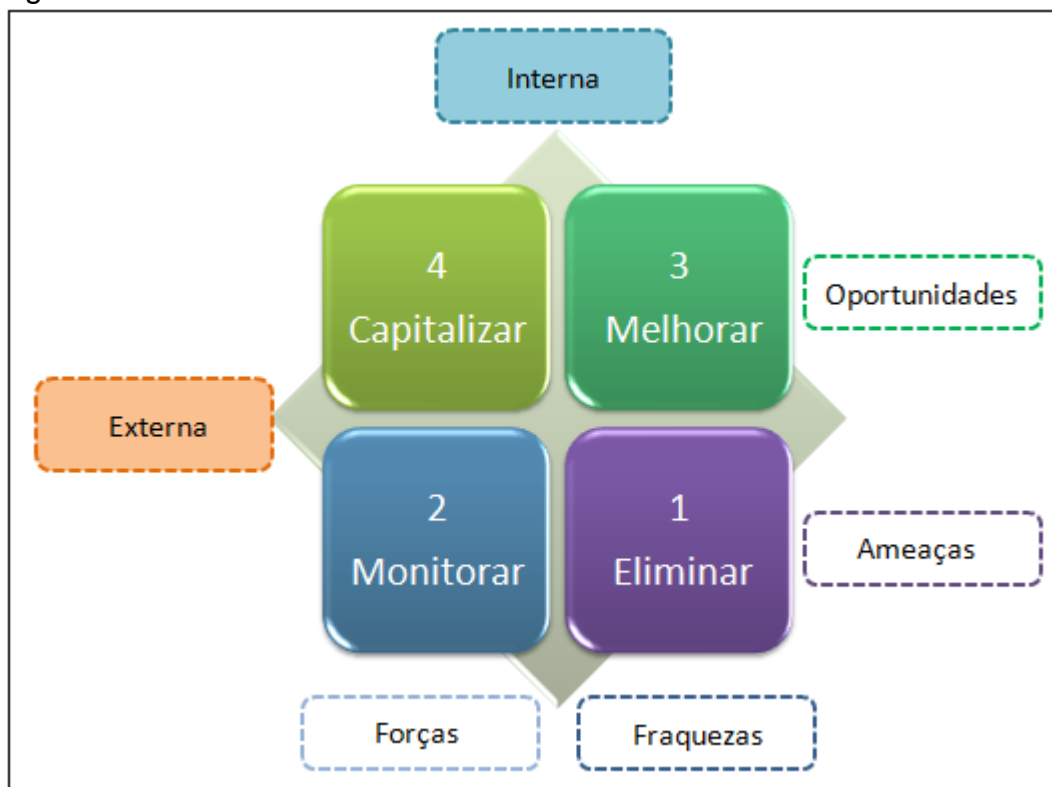 Interna
4
Capitalizar
3
Melhorar
Oportunidades
Externa
2
Monitorar
1
Eliminar
Ameaças
Forças
Fraquezas